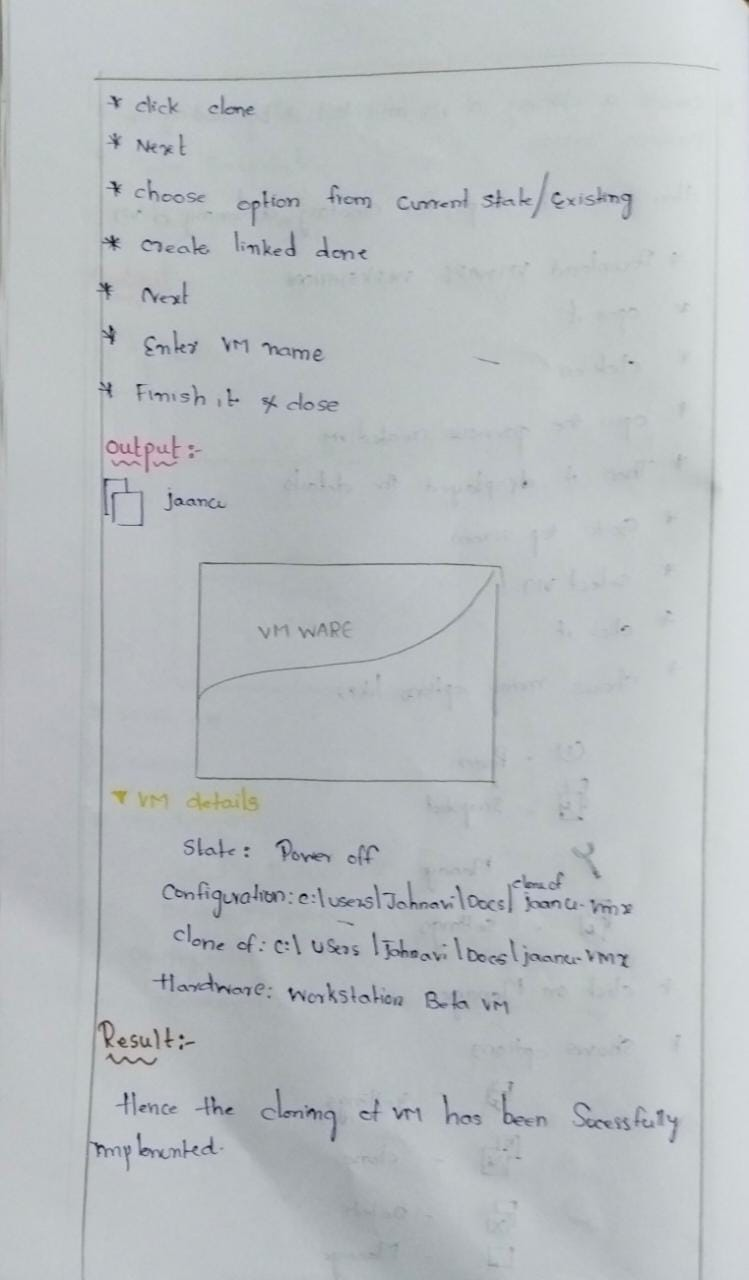 * click clone
* Next
* choose option from current state/Existing
* create linked clone
* Next
* Enter VM name
* Finish it & close
output:-
jaanu
VM WARE
▼ VM details
State: Power off
Configuration: c:\users\Johnavi\Docs\clone of jaanu.vmx
clone of: c:\ users \Johnavi\Docs\jaanu.vmx
Hardware: Workstation Beta VM
Result:-
Hence the cloning of VM has been Sucessfully
implemented.